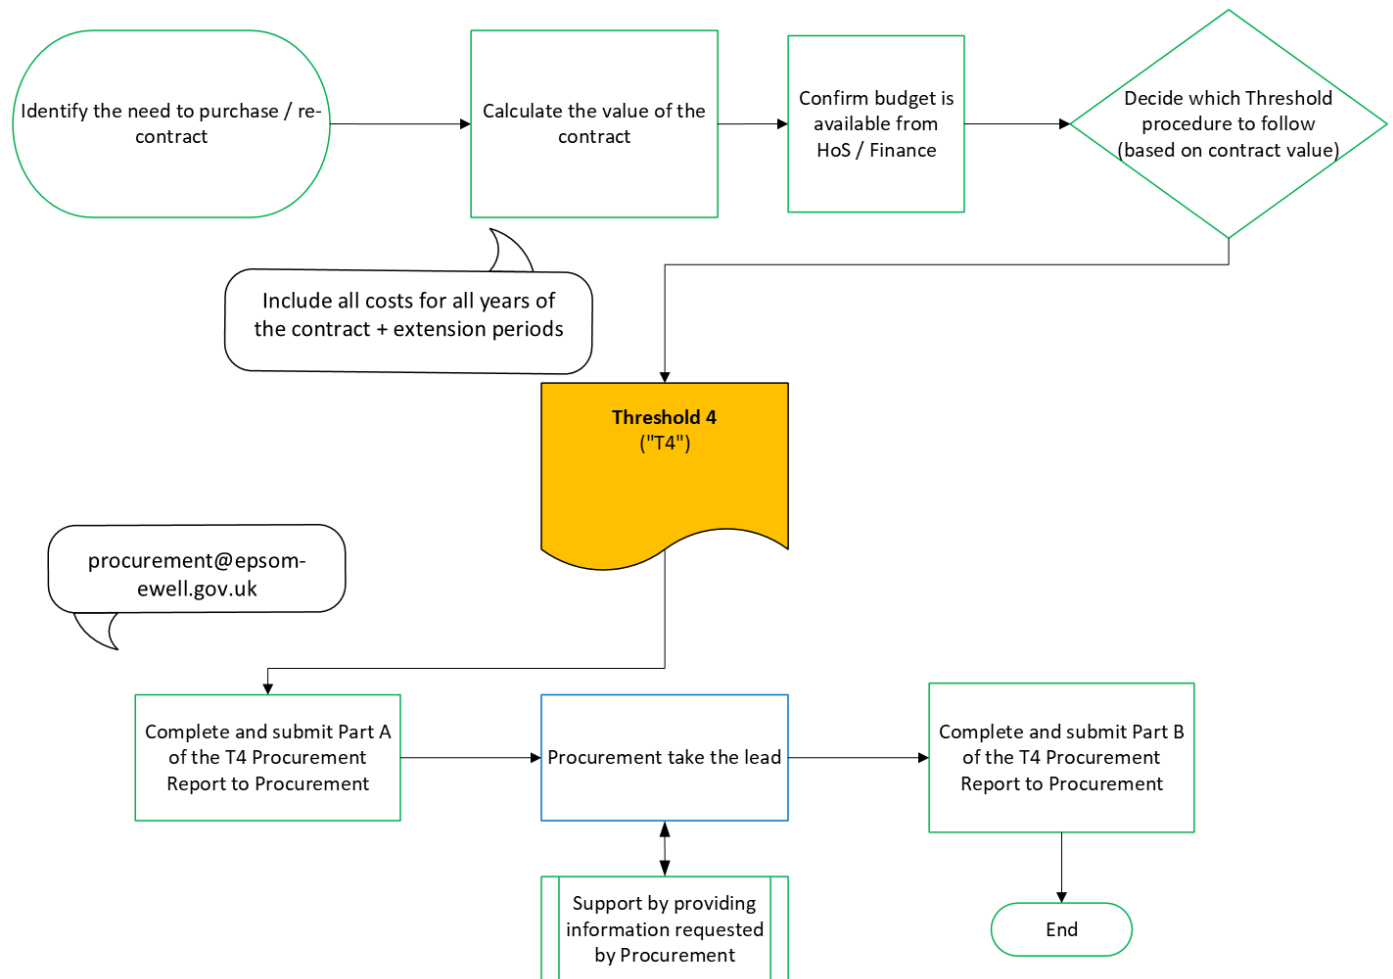 Identify the need to purchase / re-
contract
Calculate the value of the
contract
Confirm budget is
available from
HoS / Finance
Decide which Threshold
procedure to follow
(based on contract value)
Include all costs for all years of
the contract + extension periods
Threshold 4
("T4")
procurement@epsom-
ewell.gov.uk
Complete and submit Part A
of the T4 Procurement
Report to Procurement
Procurement take the lead
Complete and submit Part B
of the T4 Procurement
Report to Procurement
Support by providing
information requested
by Procurement
End